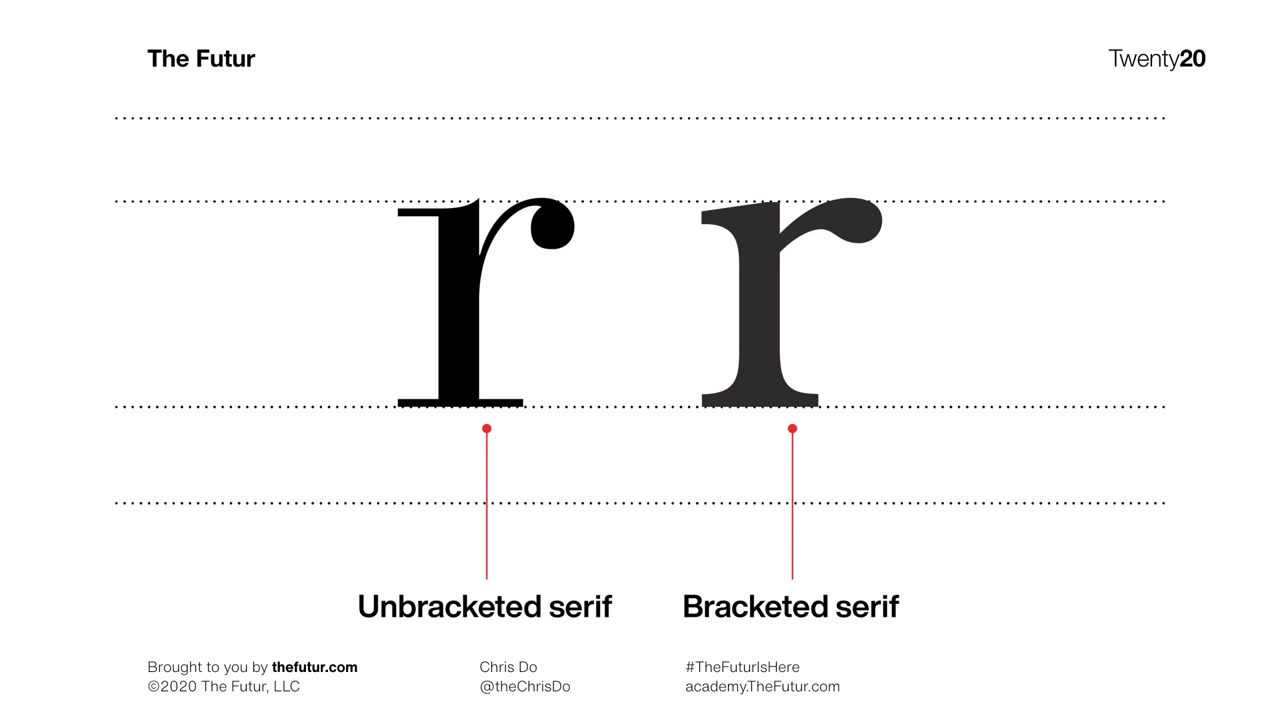 The Futur
Twenty20
r r
Unbracketed serif
Bracketed serif
Brought to you by thefutur.com
©2020 The Futur, LLC
Chris Do
@theChrisDo
#TheFuturIsHere
academy.TheFutur.com